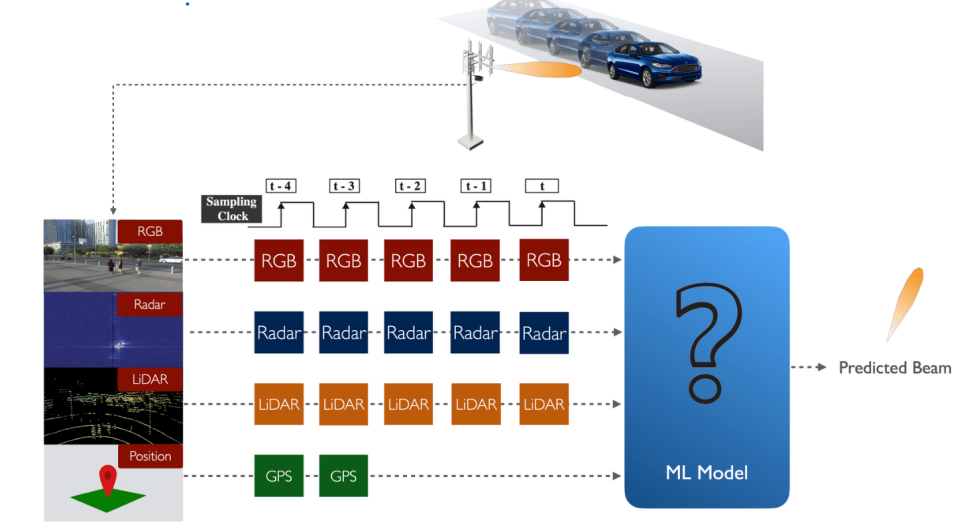 t - 4 t - 3 t - 2 t - 1 t
Sampling
Clock
RGB
RGB RGB RGB RGB RGB
Radar
Radar Radar Radar Radar Radar
LiDAR
LiDAR LiDAR LiDAR LiDAR LiDAR
Position
GPS GPS
?
ML Model
Predicted Beam